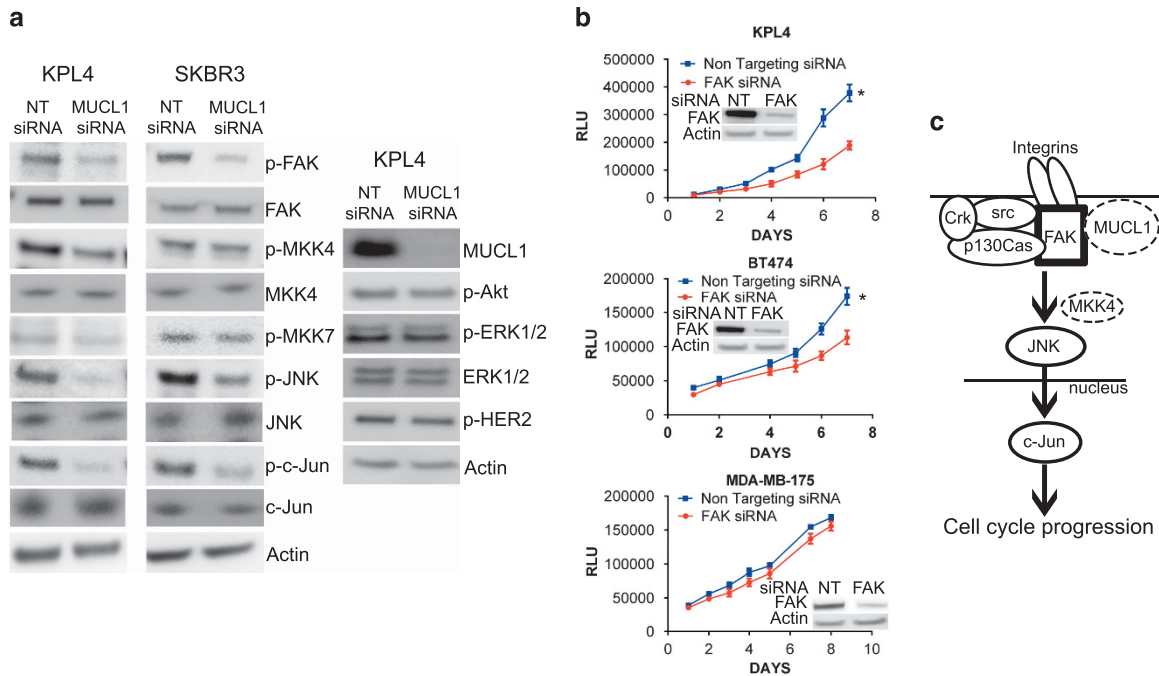 a
KPL4 SKBR3
NT MUCL1 NT MUCL1
siRNA siRNA siRNA siRNA
p-FAK
FAK
p-MKK4
MKK4
p-MKK7
p-JNK
JNK
p-c-Jun
c-Jun
Actin
KPL4
NT MUCL1
siRNA siRNA
MUCL1
p-Akt
p-ERK1/2
ERK1/2
p-HER2
Actin
b
KPL4
Non Targeting siRNA
FAK siRNA
siRNA NT FAK
FAK
Actin
*
RLU
500000
400000
300000
200000
100000
0
0 2 4 6 8
DAYS
BT474
Non Targeting siRNA
FAK siRNA
siRNA NT FAK
FAK
Actin
*
RLU
200000
150000
100000
50000
0
0 2 4 6 8
DAYS
MDA-MB-175
Non Targeting siRNA
FAK siRNA
siRNA NT FAK
FAK
Actin
RLU
200000
150000
100000
50000
0
0 2 4 6 8 10
DAYS
c
Integrins
Crk src
p130Cas FAK MUCL1
MKK4
JNK
nucleus
c-Jun
Cell cycle progression